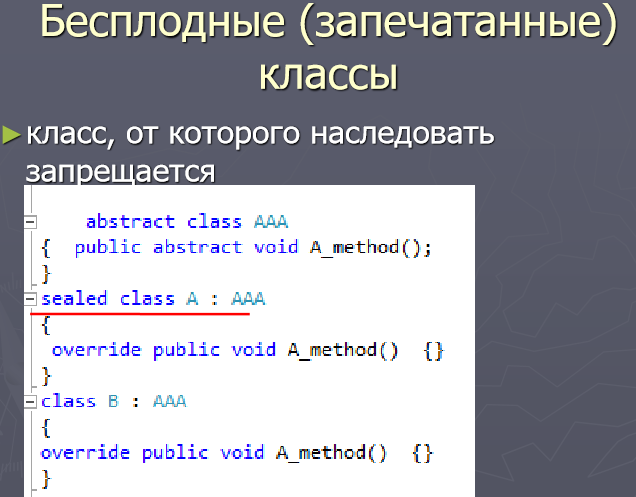 Бесплодные (запечатанные)
классы
класс, от которого наследовать
запрещается
abstract class AAA
{ public abstract void A_method();
}
sealed class A : AAA
{
override public void A_method() {}
}
class B : AAA
{
override public void A_method() {}
}